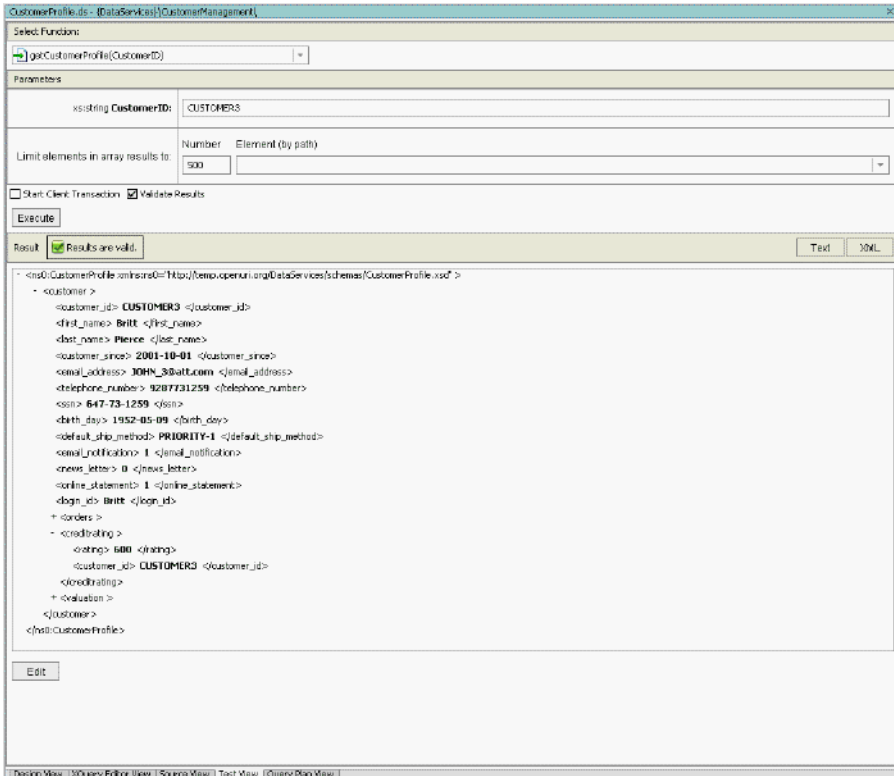 CustomerProfile.ds - {DataServices}\CustomerManagement\
Select Function:
getCustomerProfile(CustomerID)
Parameters
xs:string CustomerID: CUSTOMER3
Number Element (by path)
Limit elements in array results to: 500
Start Client Transaction Validate Results
Execute
Result Results are valid. Text XML
- <ns0:CustomerProfile xmlns:ns0="http://temp.openuri.org/DataServices/schemas/CustomerProfile.xsd" >
- <customer >
<customer_id> CUSTOMER3 </customer_id>
<first_name> Britt </first_name>
<last_name> Pierce </last_name>
<customer_since> 2001-10-01 </customer_since>
<email_address> JOHN_3@att.com </email_address>
<telephone_number> 9287731259 </telephone_number>
<ssn> 647-73-1259 </ssn>
<birth_day> 1952-05-09 </birth_day>
<default_ship_method> PRIORITY-1 </default_ship_method>
<email_notification> 1 </email_notification>
<news_letter> 0 </news_letter>
<online_statement> 1 </online_statement>
<login_id> Britt </login_id>
+ <orders >
- <creditrating >
<rating> 600 </rating>
<customer_id> CUSTOMER3 </customer_id>
</creditrating>
+ <valuation >
</customer>
</ns0:CustomerProfile>
Edit
Design View XQuery Editor View Source View Test View Query Plan View